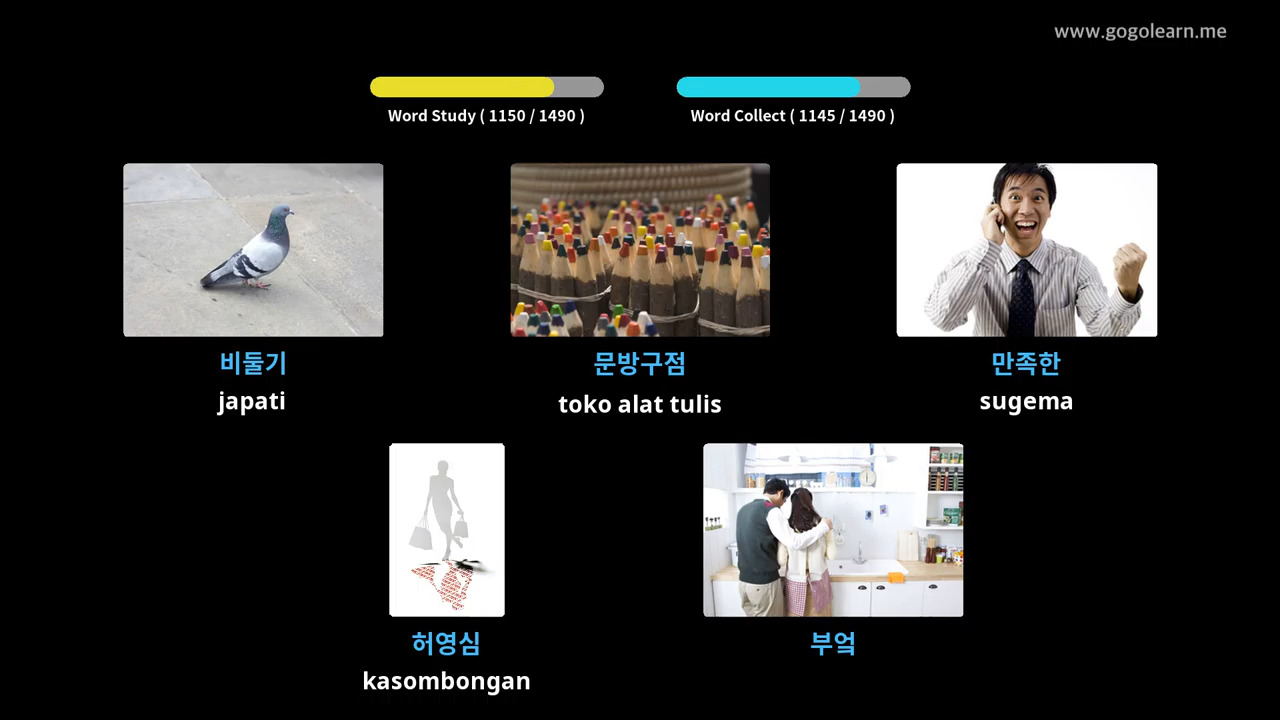 www.gogolearn.me
Word Study ( 1150 / 1490 )
Word Collect ( 1145 / 1490 )
비둘기
japati
문방구점
toko alat tulis
만족한
sugema
허영심
kasombongan
부엌